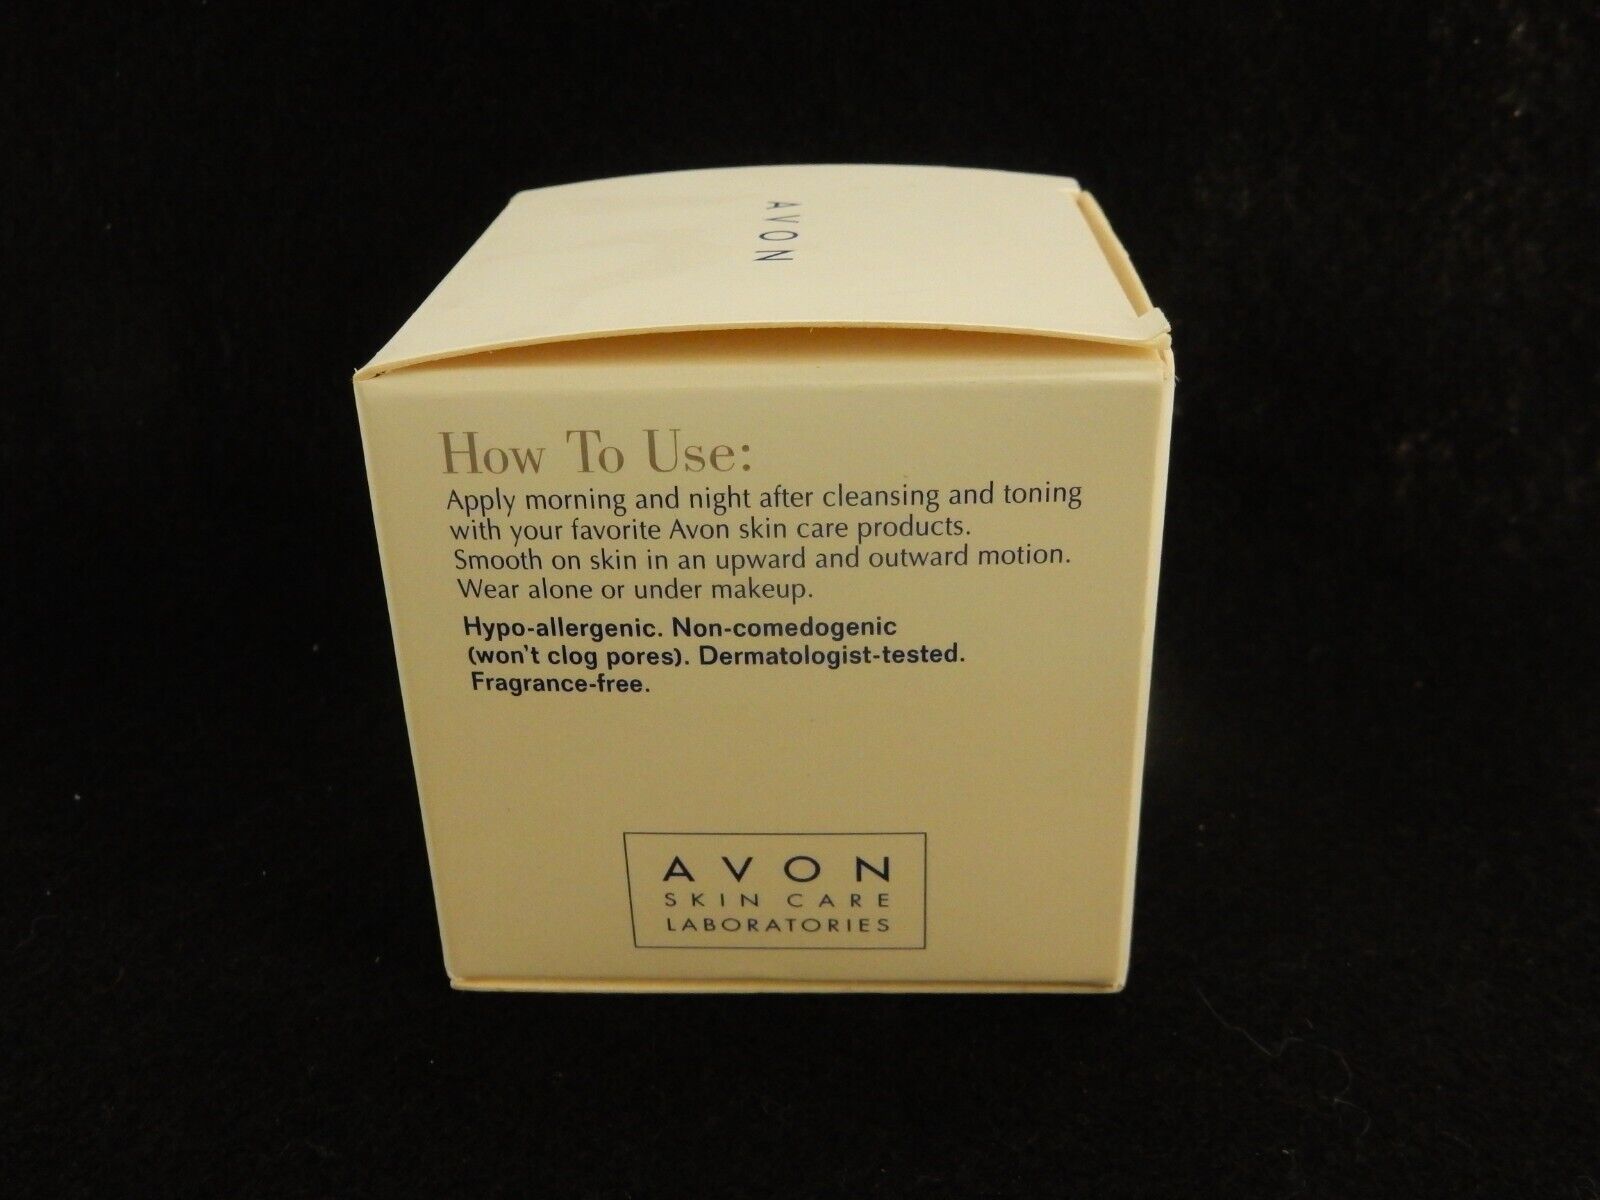 AVON
How To Use:
Apply morning and night after cleansing and toning
with your favorite Avon skin care products.
Smooth on skin in an upward and outward motion.
Wear alone or under makeup.
Hypo-allergenic. Non-comedogenic
(won't clog pores). Dermatologist-tested.
Fragrance-free.
AVON
SKIN CARE
LABORATORIES